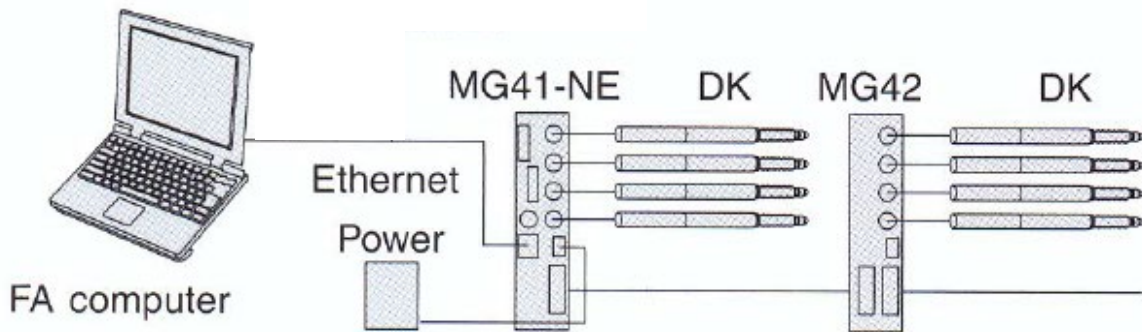 MG41-NE DK MG42 DK
Ethernet
Power
FA computer